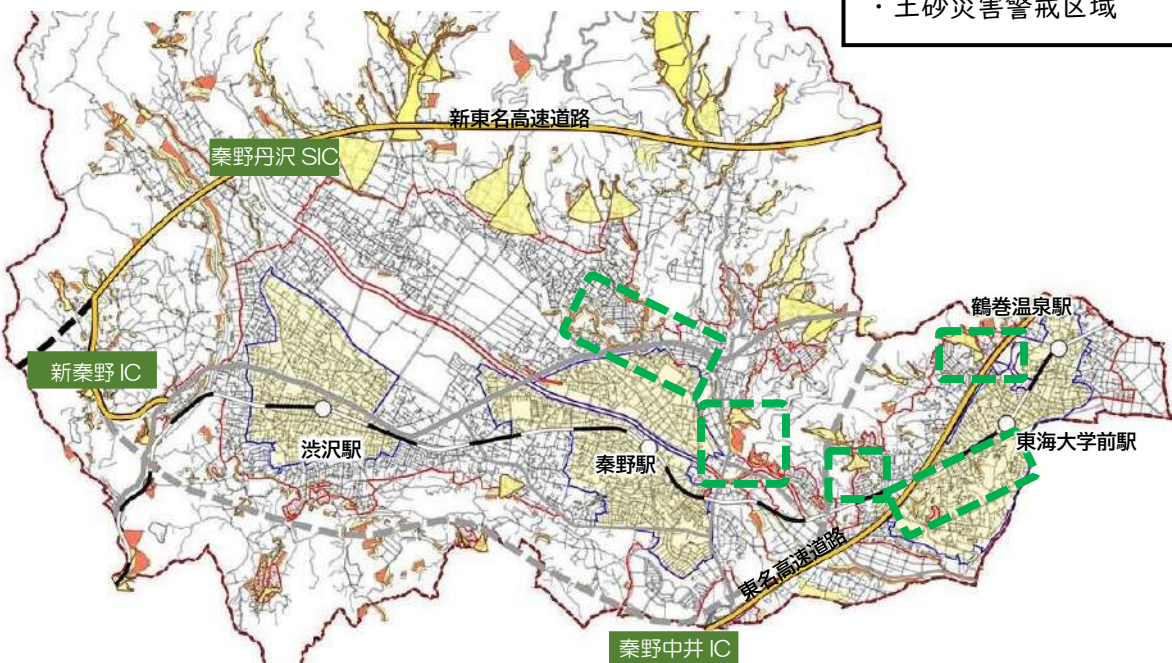 ・土砂災害警戒区域
新東名高速道路
秦野丹沢 SIC
鶴巻温泉駅
新秦野 IC
渋沢駅
秦野駅
東海大学前駅
東名高速道路
秦野中井 IC